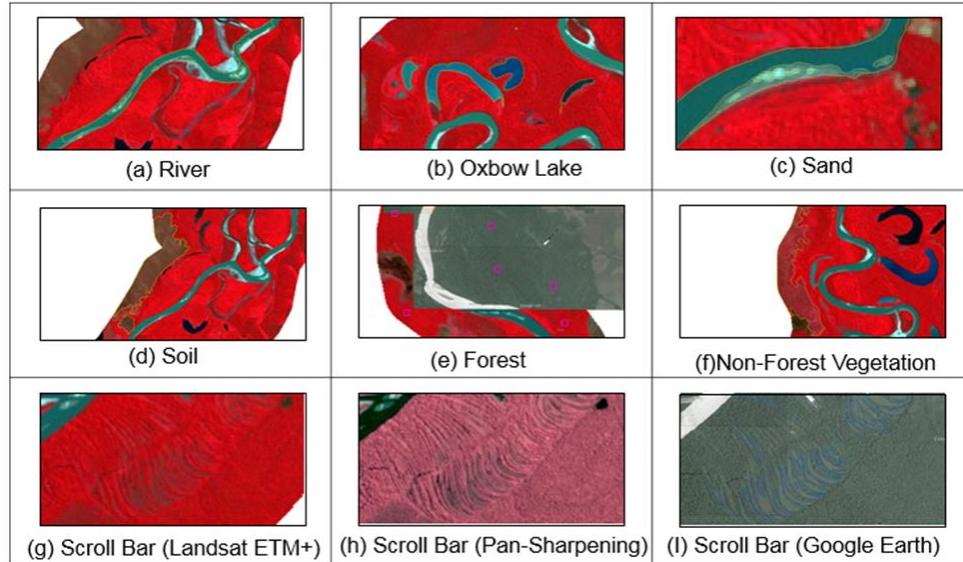 (a) River
(b) Oxbow Lake
(c) Sand
(d) Soil
(e) Forest
(f)Non-Forest Vegetation
(g) Scroll Bar (Landsat ETM+)
(h) Scroll Bar (Pan-Sharpening)
(I) Scroll Bar (Google Earth)